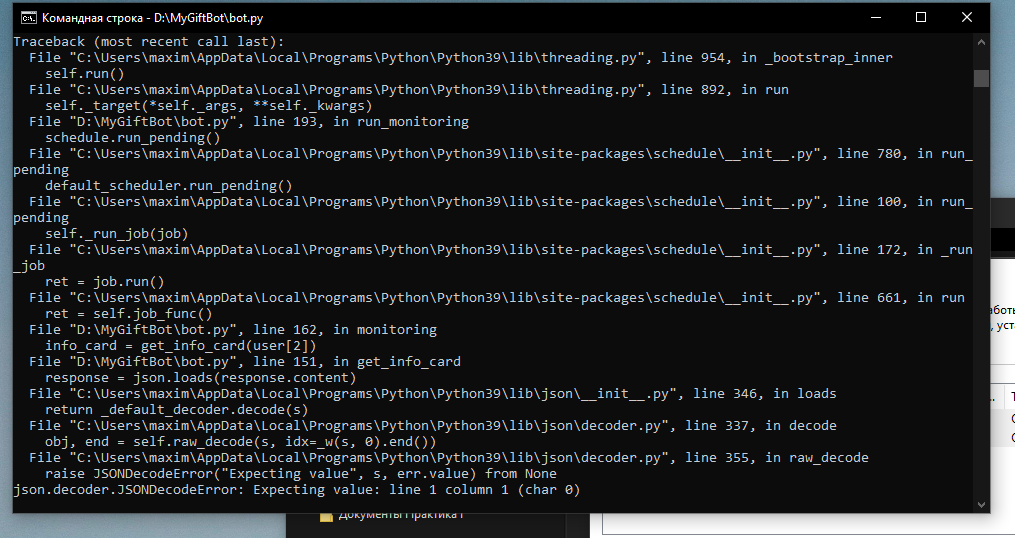 Командная строка - D:\MyGiftBot\bot.py
Traceback (most recent call last):
  File "C:\Users\maxim\AppData\Local\Programs\Python\Python39\lib\threading.py", line 954, in _bootstrap_inner
    self.run()
  File "C:\Users\maxim\AppData\Local\Programs\Python\Python39\lib\threading.py", line 892, in run
    self._target(*self._args, **self._kwargs)
  File "D:\MyGiftBot\bot.py", line 193, in run_monitoring
    schedule.run_pending()
  File "C:\Users\maxim\AppData\Local\Programs\Python\Python39\lib\site-packages\schedule\__init__.py", line 780, in run_
pending
    default_scheduler.run_pending()
  File "C:\Users\maxim\AppData\Local\Programs\Python\Python39\lib\site-packages\schedule\__init__.py", line 100, in run_
pending
    self._run_job(job)
  File "C:\Users\maxim\AppData\Local\Programs\Python\Python39\lib\site-packages\schedule\__init__.py", line 172, in _run
_job
    ret = job.run()
  File "C:\Users\maxim\AppData\Local\Programs\Python\Python39\lib\site-packages\schedule\__init__.py", line 661, in run
    ret = self.job_func()
  File "D:\MyGiftBot\bot.py", line 162, in monitoring
    info_card = get_info_card(user[2])
  File "D:\MyGiftBot\bot.py", line 151, in get_info_card
    response = json.loads(response.content)
  File "C:\Users\maxim\AppData\Local\Programs\Python\Python39\lib\json\__init__.py", line 346, in loads
    return _default_decoder.decode(s)
  File "C:\Users\maxim\AppData\Local\Programs\Python\Python39\lib\json\decoder.py", line 337, in decode
    obj, end = self.raw_decode(s, idx=_w(s, 0).end())
  File "C:\Users\maxim\AppData\Local\Programs\Python\Python39\lib\json\decoder.py", line 355, in raw_decode
    raise JSONDecodeError("Expecting value", s, err.value) from None
json.decoder.JSONDecodeError: Expecting value: line 1 column 1 (char 0)